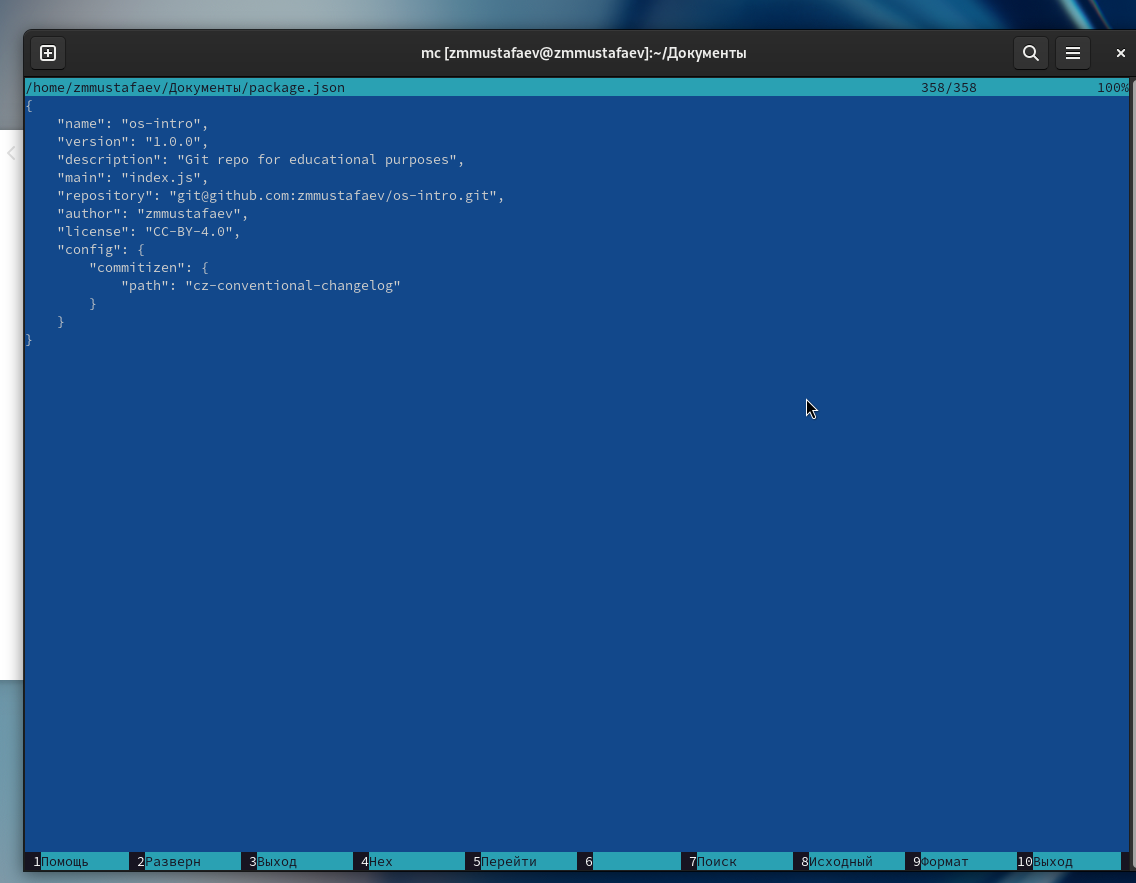 mc [zmmustafaev@zmmustafaev]:~/Документы
/home/zmmustafaev/Документы/package.json 358/358 100%
{
    "name": "os-intro",
    "version": "1.0.0",
    "description": "Git repo for educational purposes",
    "main": "index.js",
    "repository": "git@github.com:zmmustafaev/os-intro.git",
    "author": "zmmustafaev",
    "license": "CC-BY-4.0",
    "config": {
        "commitizen": {
            "path": "cz-conventional-changelog"
        }
    }
}
1Помощь 2Разверн 3Выход 4Hex 5Перейти 6 7Поиск 8Исходный 9Формат 10Выход